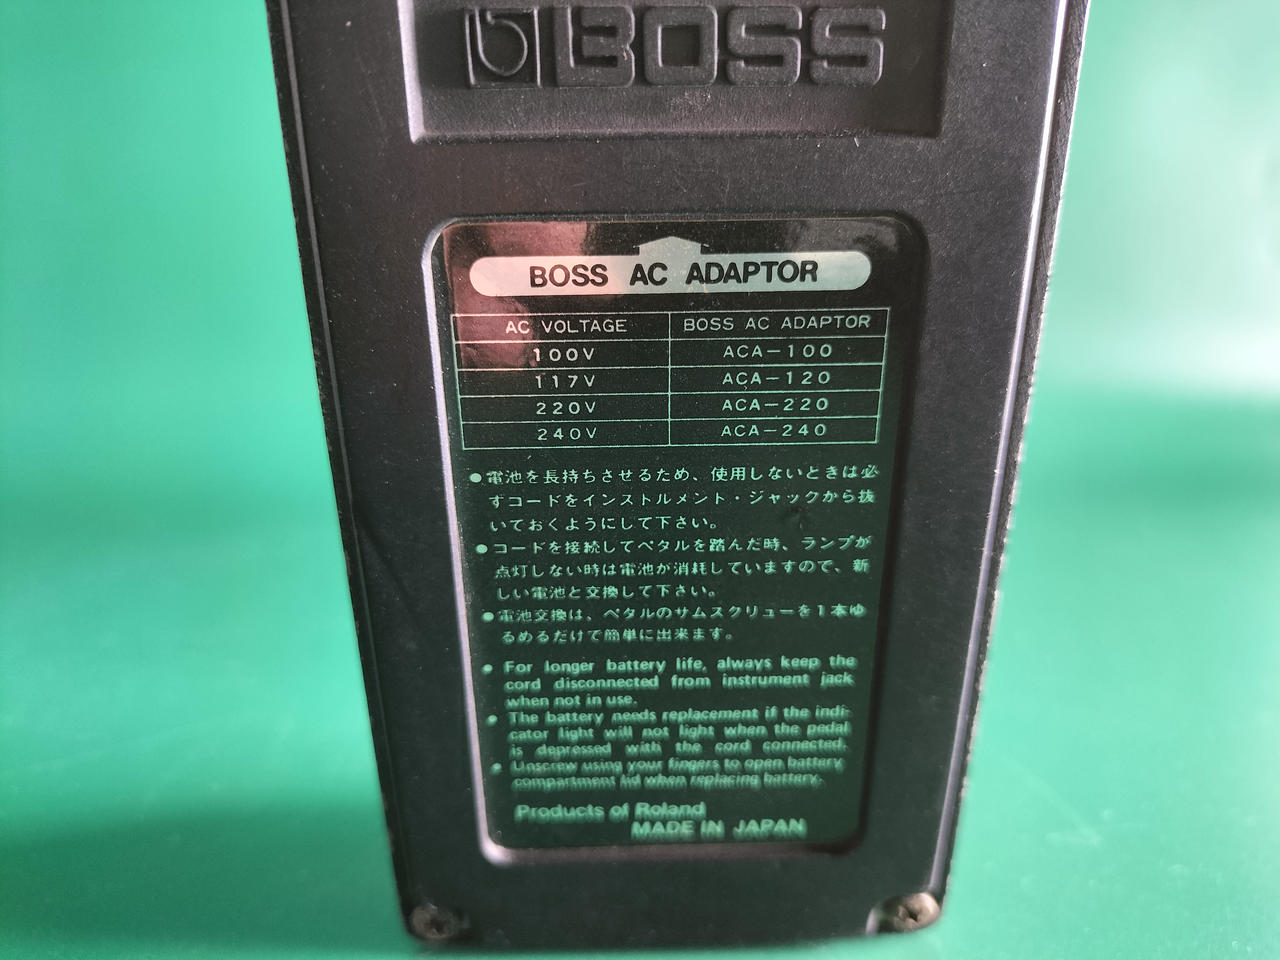 BOSS
BOSS AC ADAPTOR
AC VOLTAGE BOSS AC ADAPTOR
100V ACA-100
117V ACA-120
220V ACA-220
240V ACA-240
●電池を長持ちさせるため、使用しないときは必
ずコードをインストルメント・ジャックから抜
いておくようにして下さい。
●コードを接続してペタルを踏んだ時、ランプが
点灯しない時は電池が消耗していますので、新
しい電池と交換して下さい。
●電池交換は、ペタルのサムスクリューを1本ゆ
るめるだけで簡単に出来ます。
● For longer battery life, always keep the
cord disconnected from instrument jack
when not in use.
● The battery needs replacement if the indi-
cator light will not light when the pedal
is depressed with the cord connected.
● Unscrew using your fingers to open battery
compartment lid when replacing battery.
Products of Roland
MADE IN JAPAN